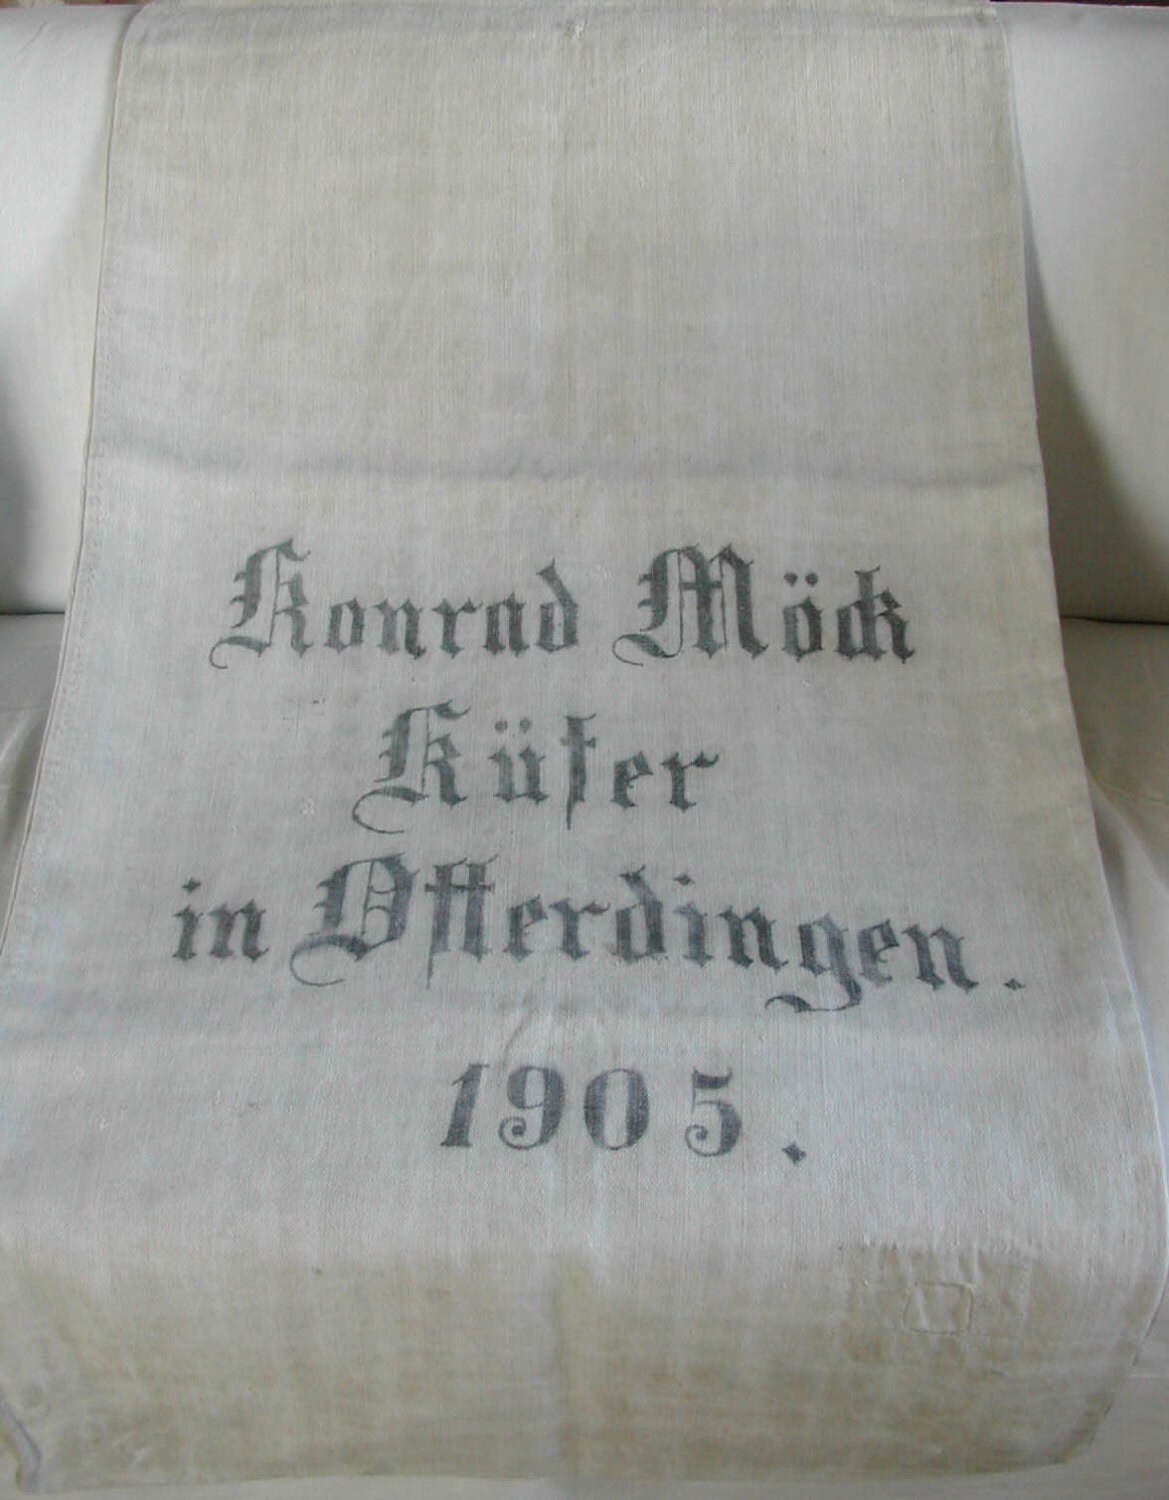 Konrad Möck
Küfer
in Ofterdingen.
1905.